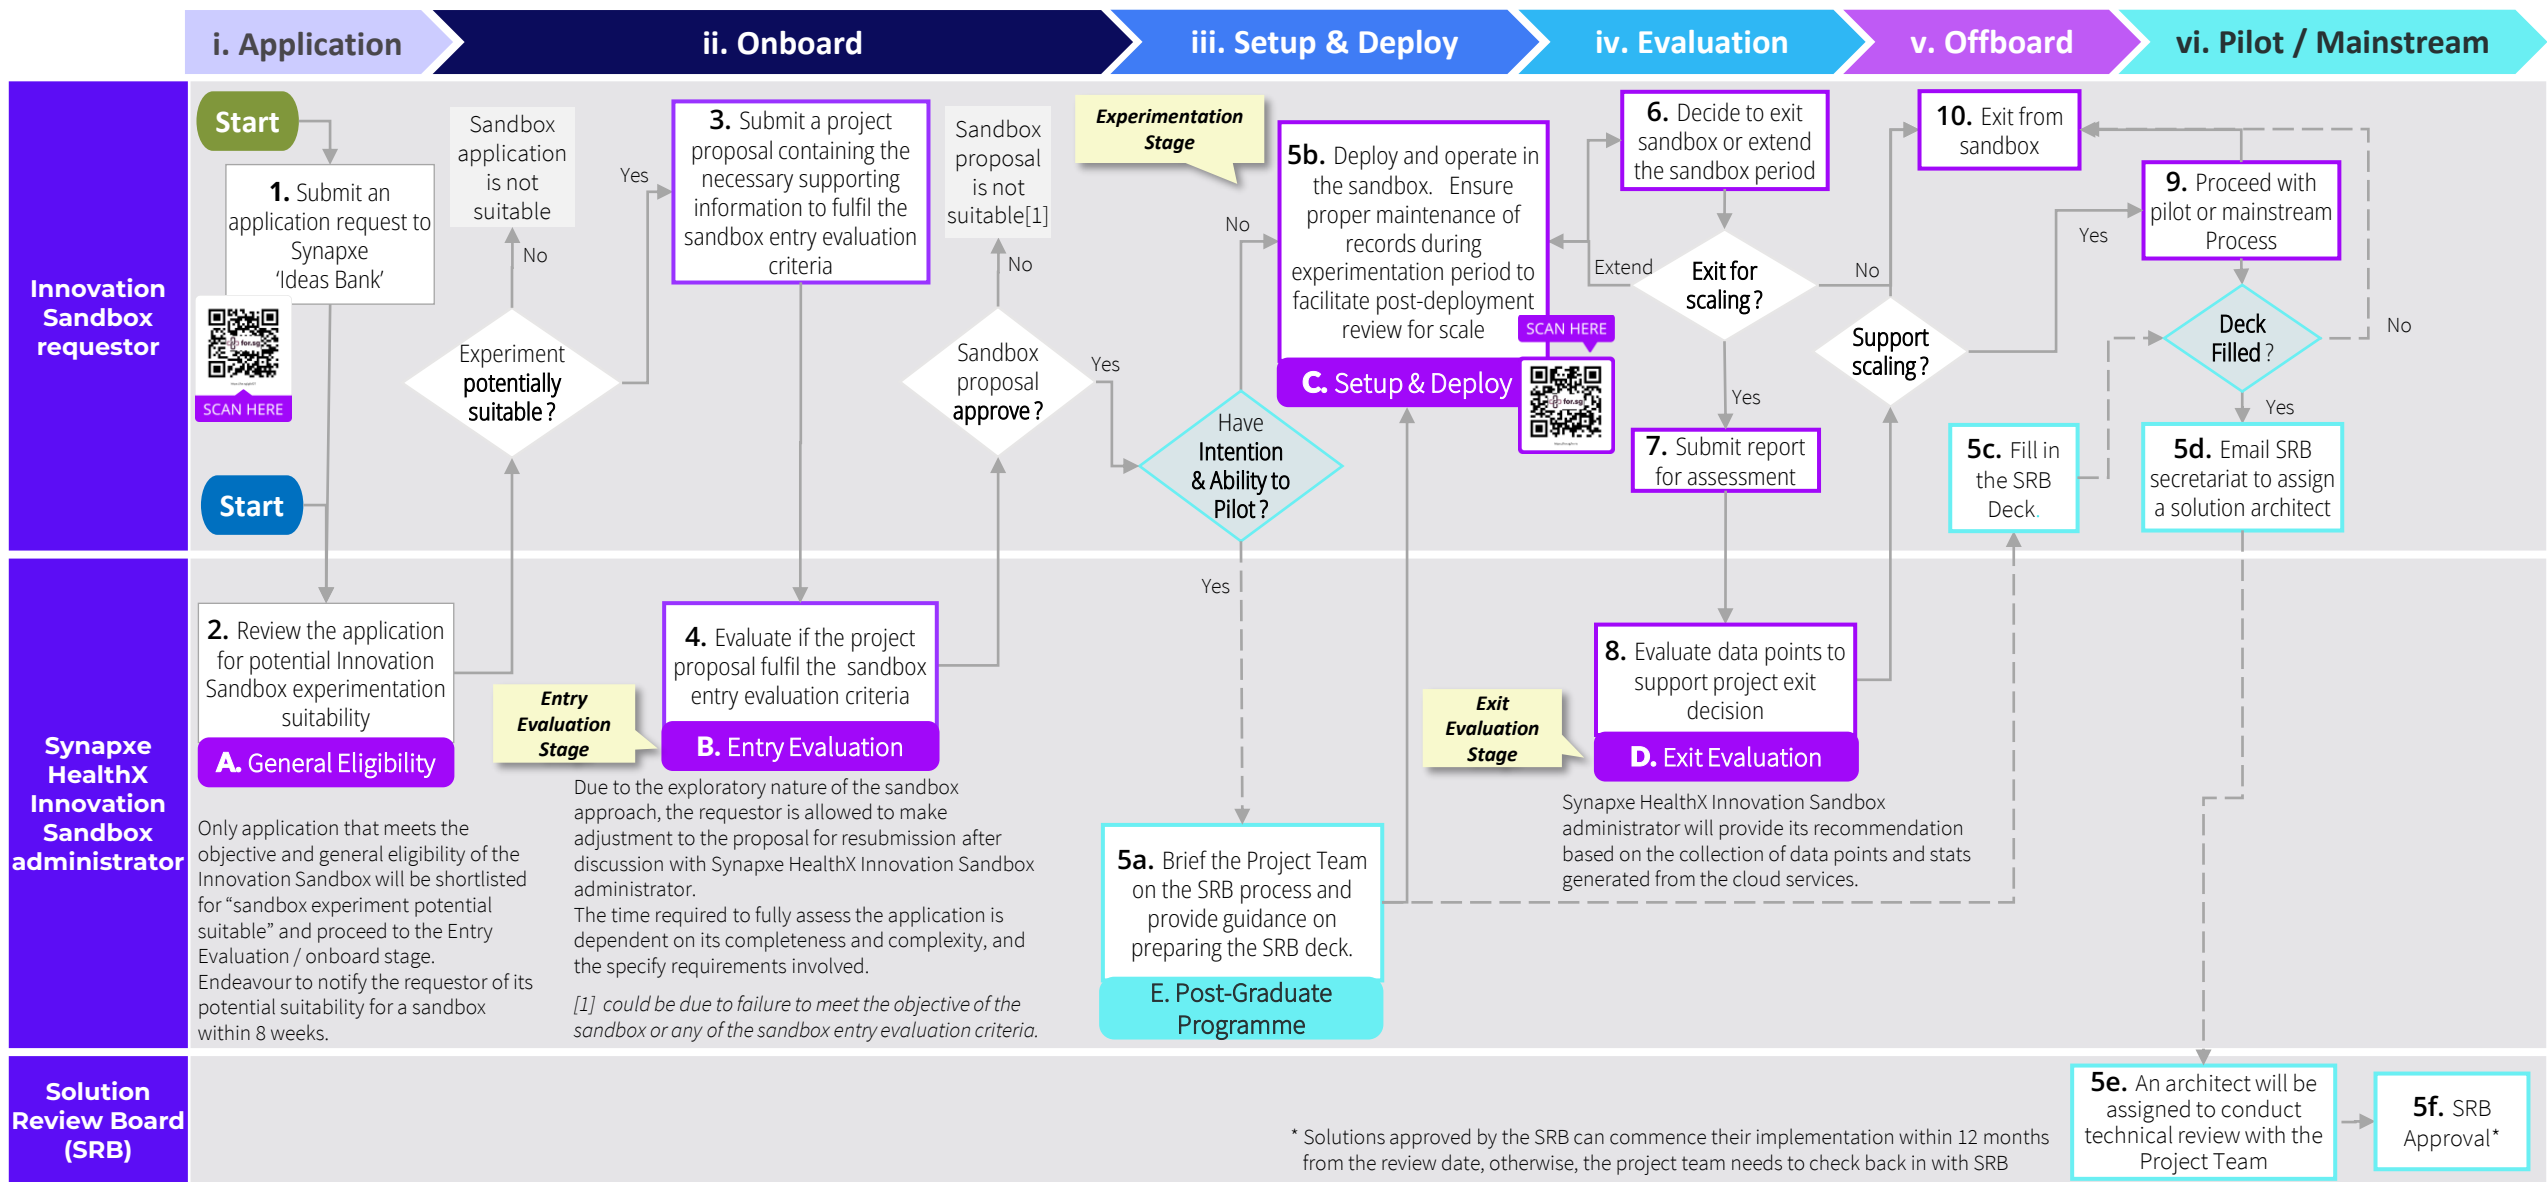 i. Application
ii. Onboard
iii. Setup & Deploy
iv. Evaluation
v. Offboard
vi. Pilot / Mainstream
Innovation
Sandbox
requestor
Start
1. Submit an
application request to
Synapxe
‘Ideas Bank’
for.sg
SCAN HERE
Start
Sandbox
application
is not
suitable
No
Experiment
potentially
suitable ?
Yes
3. Submit a project
proposal containing the
necessary supporting
information to fulfil the
sandbox entry evaluation
criteria
Sandbox
proposal
is not
suitable[1]
No
Sandbox
proposal
approve ?
Yes
Experimentation
Stage
No
Have
Intention
& Ability to
Pilot ?
Yes
5b. Deploy and operate in
the sandbox. Ensure
proper maintenance of
records during
experimentation period to
facilitate post-deployment
review for scale
C. Setup & Deploy
SCAN HERE
for.sg
6. Decide to exit
sandbox or extend
the sandbox period
Extend
Exit for
scaling ?
No
Yes
7. Submit report
for assessment
10. Exit from
sandbox
Support
scaling ?
Yes
9. Proceed with
pilot or mainstream
Process
Deck
Filled ?
No
Yes
5c. Fill in
the SRB
Deck.
5d. Email SRB
secretariat to assign
a solution architect
Synapxe
HealthX
Innovation
Sandbox
administrator
2. Review the application
for potential Innovation
Sandbox experimentation
suitability
A. General Eligibility
Only application that meets the
objective and general eligibility of the
Innovation Sandbox will be shortlisted
for “sandbox experiment potential
suitable” and proceed to the Entry
Evaluation / onboard stage.
Endeavour to notify the requestor of its
potential suitability for a sandbox
within 8 weeks.
Entry
Evaluation
Stage
4. Evaluate if the project
proposal fulfil the sandbox
entry evaluation criteria
B. Entry Evaluation
Due to the exploratory nature of the sandbox
approach, the requestor is allowed to make
adjustment to the proposal for resubmission after
discussion with Synapxe HealthX Innovation Sandbox
administrator.
The time required to fully assess the application is
dependent on its completeness and complexity, and
the specify requirements involved.
[1] could be due to failure to meet the objective of the
sandbox or any of the sandbox entry evaluation criteria.
5a. Brief the Project Team
on the SRB process and
provide guidance on
preparing the SRB deck.
E. Post-Graduate
Programme
Exit
Evaluation
Stage
8. Evaluate data points to
support project exit
decision
D. Exit Evaluation
Synapxe HealthX Innovation Sandbox
administrator will provide its recommendation
based on the collection of data points and stats
generated from the cloud services.
Solution
Review Board
(SRB)
* Solutions approved by the SRB can commence their implementation within 12 months
from the review date, otherwise, the project team needs to check back in with SRB
5e. An architect will be
assigned to conduct
technical review with the
Project Team
5f. SRB
Approval*